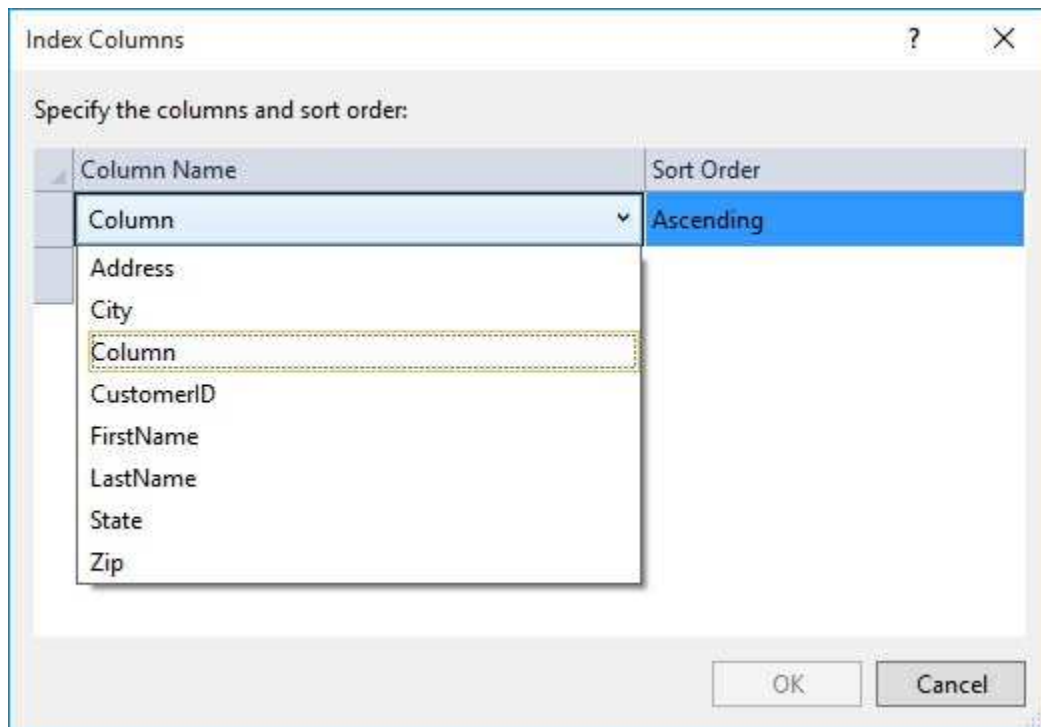 Index Columns ?
Specify the columns and sort order:
Column Name Sort Order
Column Ascending
Address
City
Column
CustomerID
FirstName
LastName
State
Zip
OK Cancel